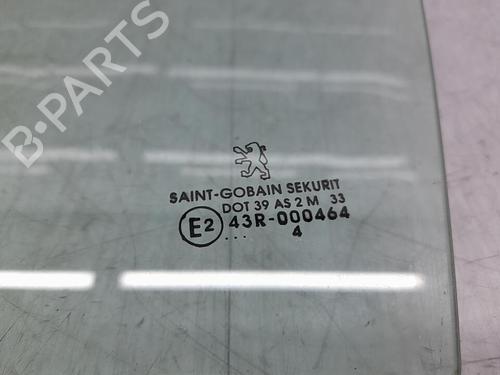 B-PARTS
SAINT-GOBAIN SEKURIT
DOT 39 AS 2 M 33
E2 43R-000464
... 4